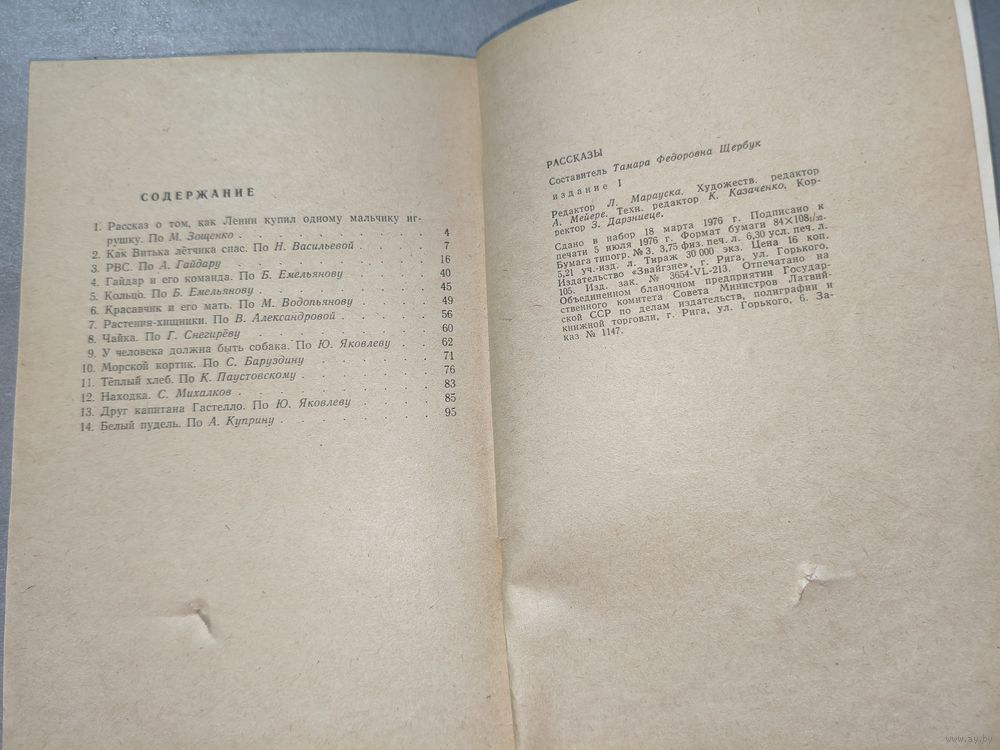 СОДЕРЖАНИЕ
1. Рассказ о том, как Ленин купил одному мальчику иг-
рушку. По М. Зощенко . . . . . . . . . . 4
2. Как Витька лётчика спас. По Н. Васильевой . . . . 7
3. РВС. По А. Гайдару . . . . . . . . . . . 16
4. Гайдар и его команда. По Б. Емельянову . . . . . 40
5. Кольцо. По Б. Емельянову . . . . . . . . . 45
6. Красавчик и его мать. По М. Водопьянову . . . . 49
7. Растения-хищники. По В. Александровой . . . . . 56
8. Чайка. По Г. Снегирёву . . . . . . . . . . 60
9. У человека должна быть собака. По Ю. Яковлеву . . 62
10. Морской кортик. По С. Баруздину . . . . . . 71
11. Тёплый хлеб. По К. Паустовскому . . . . . . 76
12. Находка. С. Михалков . . . . . . . . . . 83
13. Друг капитана Гастелло. По Ю. Яковлеву . . . . 85
14. Белый пудель. По А. Куприну . . . . . . . . 95
РАССКАЗЫ
Составитель Тамара Федоровна Щербук
издание I
Редактор Л. Марауска. Художеств. редактор
А. Мейере. Техн. редактор К. Казаченко. Кор-
ректор З. Дарзниеце.
Сдано в набор 18 марта 1976 г. Подписано к
печати 5 июля 1976 г. Формат бумаги 84×108 1/32.
Бумага типогр. № 3. 3,75 физ. печ. л. 6,30 усл. печ. л.
5,21 уч.-изд. л. Тираж 30 000 экз. Цена 16 коп.
Издательство «Звайгзне», г. Рига, ул. Горького,
105. Изд. зак. № 3654-VL-213. Отпечатано на
Объединенном бланочном предприятии Государ-
ственного комитета Совета Министров Латвий-
ской ССР по делам издательств, полиграфии и
книжной торговли, г. Рига, ул. Горького, 6. За-
каз № 1147.
www.ay.by